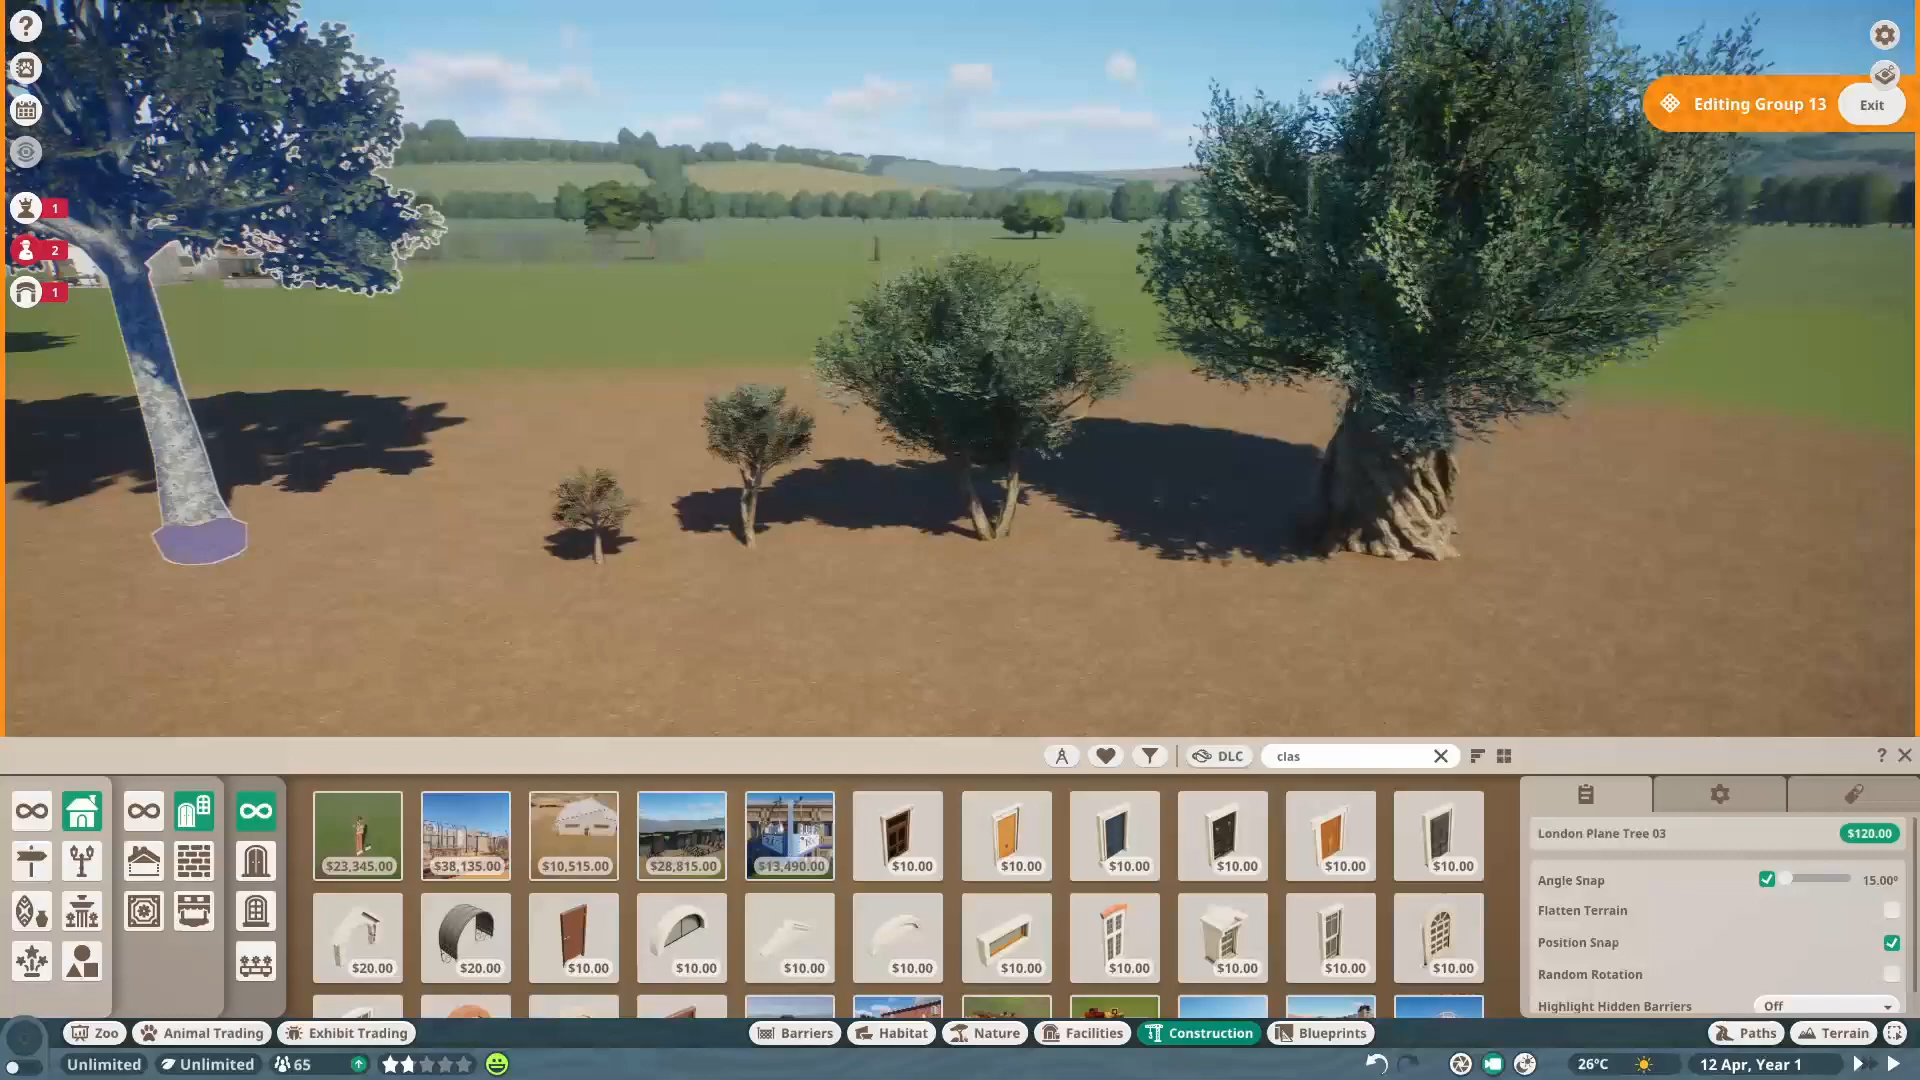 ?
Editing Group 13
Exit
1
2
1
DLC
clas
?
$23,345.00
$38,135.00
$10,515.00
$28,815.00
$13,490.00
$10.00
$10.00
$10.00
$10.00
$10.00
$10.00
$20.00
$20.00
$10.00
$10.00
$10.00
$10.00
$10.00
$10.00
$10.00
$10.00
$10.00
London Plane Tree 03
$120.00
Angle Snap
15.00°
Flatten Terrain
Position Snap
Random Rotation
Highlight Hidden Barriers
Off
Zoo
Animal Trading
Exhibit Trading
Barriers
Habitat
Nature
Facilities
Construction
Blueprints
Paths
Terrain
Unlimited
Unlimited
65
26°C
12 Apr, Year 1